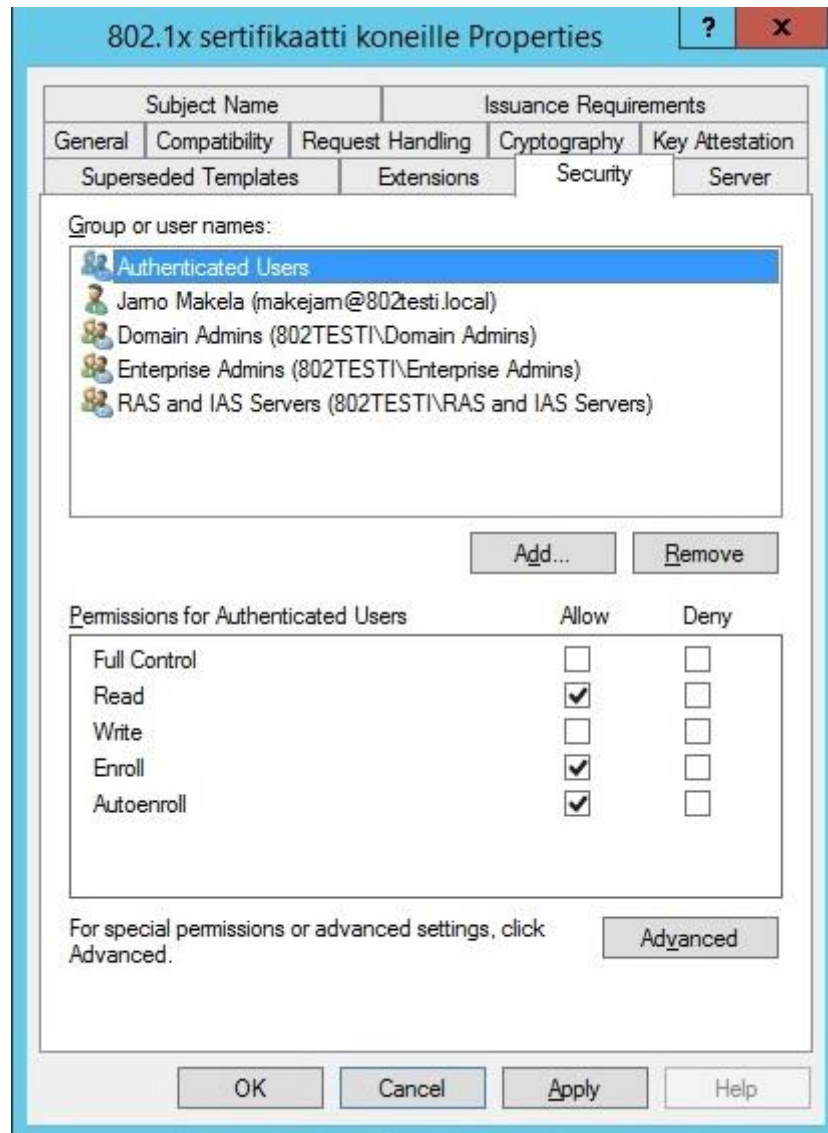 802.1x sertifikaatti koneille Properties
?
x
Subject Name
Issuance Requirements
General
Compatibility
Request Handling
Cryptography
Key Attestation
Superseded Templates
Extensions
Security
Server
Group or user names:
Authenticated Users
Jarno Makela (makejarn@802testi.local)
Domain Admins (802TESTI\Domain Admins)
Enterprise Admins (802TESTI\Enterprise Admins)
RAS and IAS Servers (802TESTI\RAS and IAS Servers)
Add...
Remove
Permissions for Authenticated Users
Allow
Deny
Full Control
Read
Write
Enroll
Autoenroll
For special permissions or advanced settings, click
Advanced.
Advanced
OK
Cancel
Apply
Help